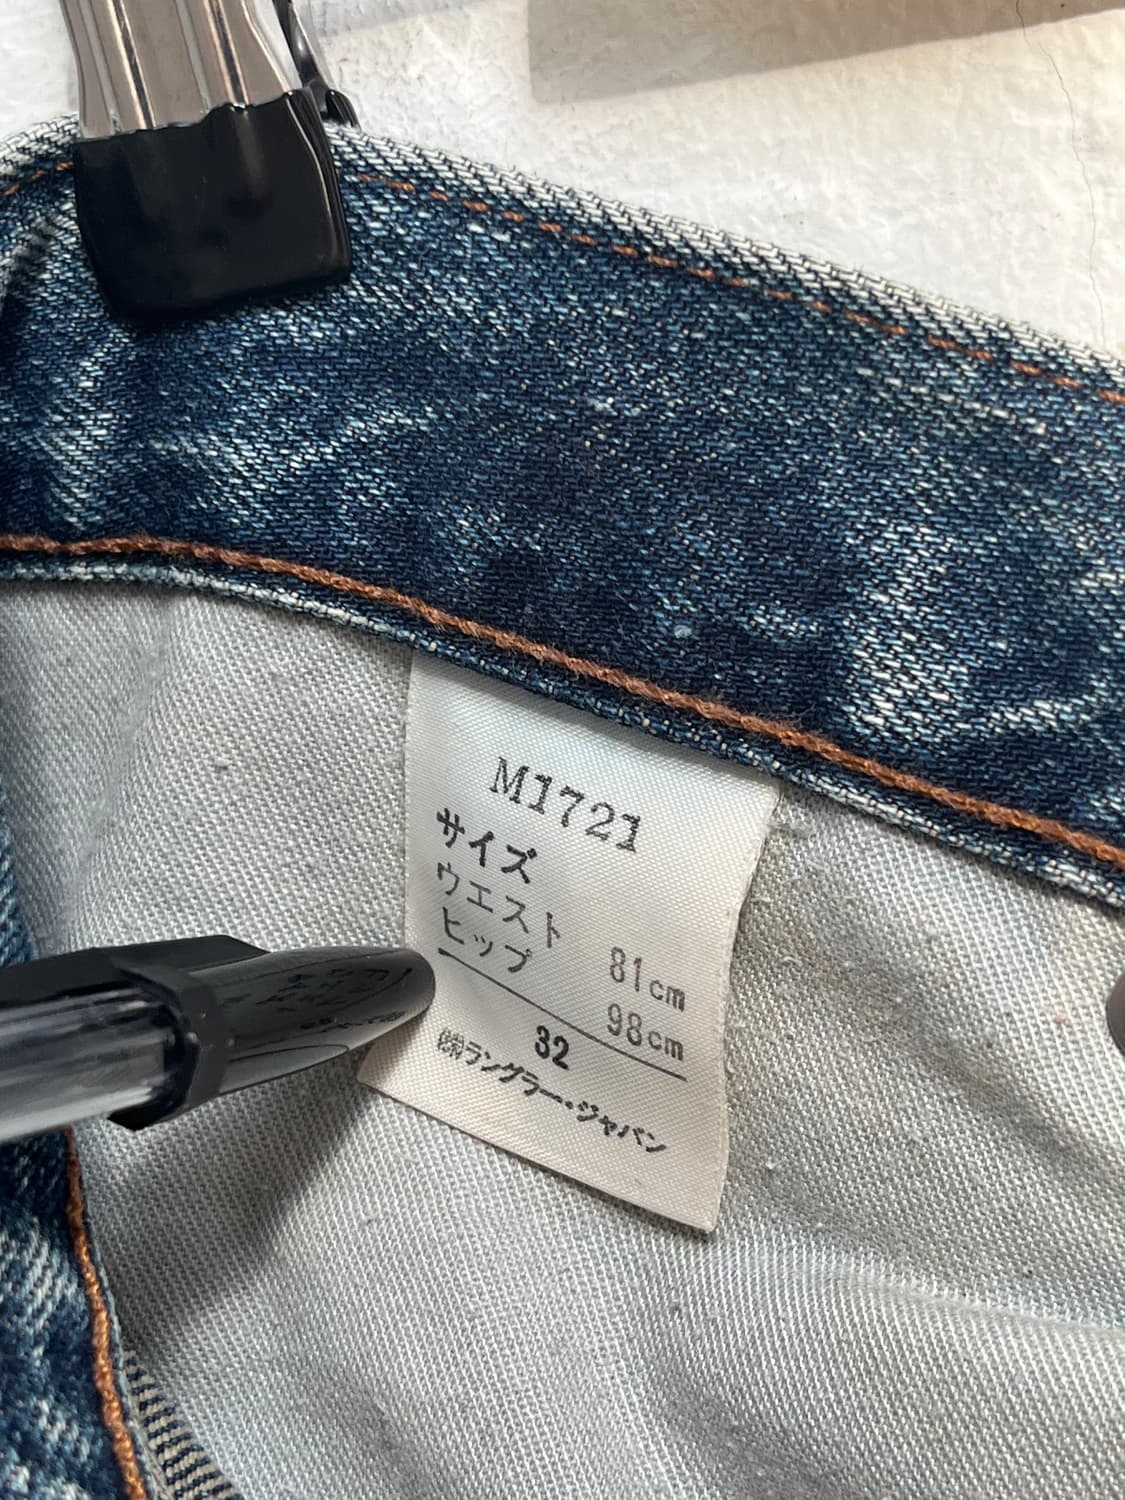 M1721
サイズ
ウエスト 81cm
ヒップ 98cm
32
㈱ラングラー・ジャパン